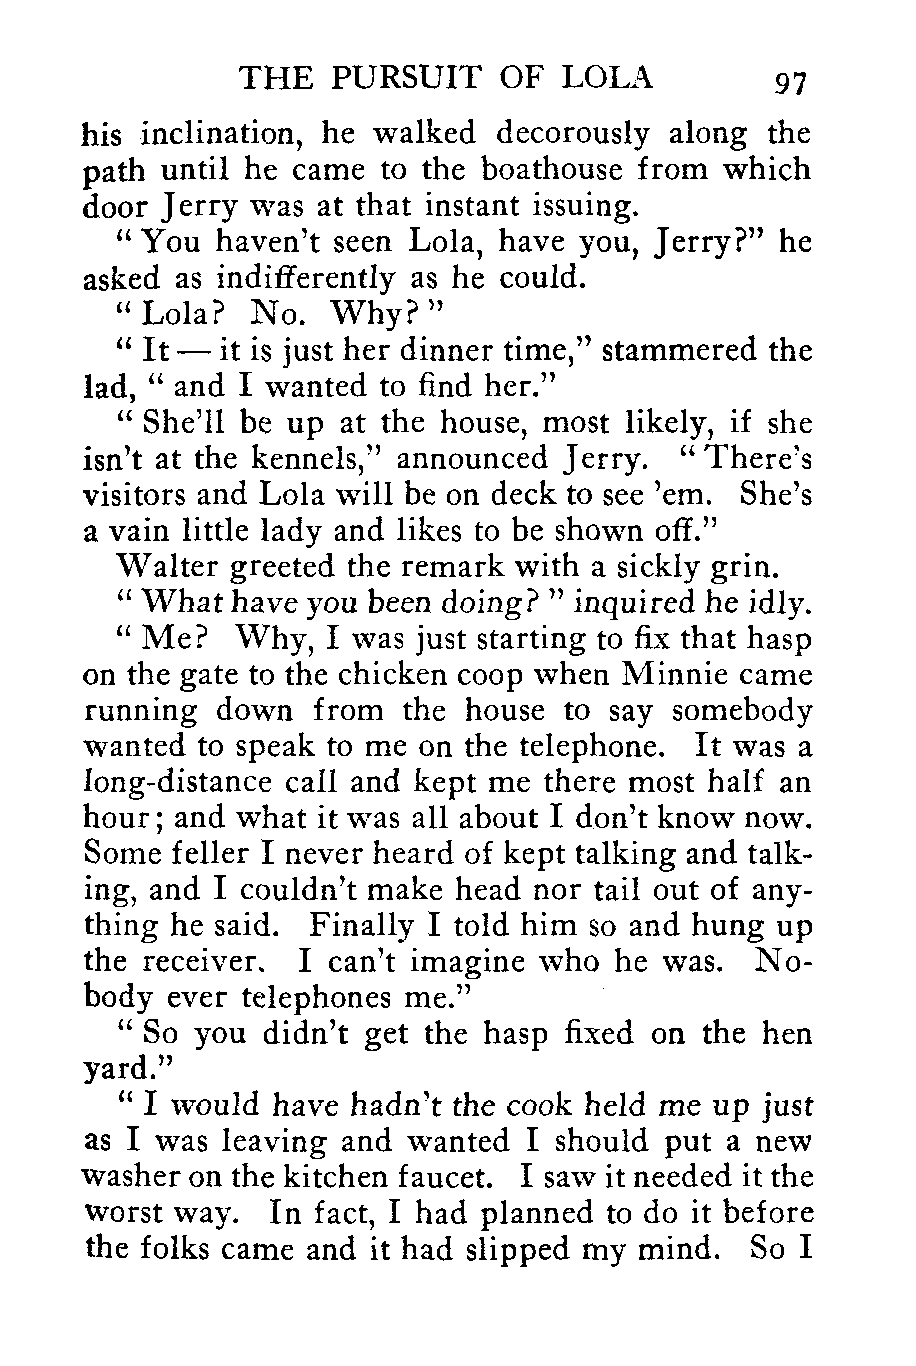 THE PURSUIT OF LOLA 97
his inclination, he walked decorously along the
path until he came to the boathouse from which
door Jerry was at that instant issuing.
“ You haven't seen Lola, have you, Jerry?” he
asked as indifferently as he could.
“ Lola? No. Why? ”
“ It — it is just her dinner time,” stammered the
lad, “ and I wanted to find her.”
“ She'll be up at the house, most likely, if she
isn't at the kennels,” announced Jerry. “ There's
visitors and Lola will be on deck to see 'em. She's
a vain little lady and likes to be shown off.”
Walter greeted the remark with a sickly grin.
“ What have you been doing? ” inquired he idly.
“ Me? Why, I was just starting to fix that hasp
on the gate to the chicken coop when Minnie came
running down from the house to say somebody
wanted to speak to me on the telephone. It was a
long-distance call and kept me there most half an
hour; and what it was all about I don't know now.
Some feller I never heard of kept talking and talk-
ing, and I couldn't make head nor tail out of any-
thing he said. Finally I told him so and hung up
the receiver. I can't imagine who he was. No-
body ever telephones me.”
“ So you didn't get the hasp fixed on the hen
yard.”
“ I would have hadn't the cook held me up just
as I was leaving and wanted I should put a new
washer on the kitchen faucet. I saw it needed it the
worst way. In fact, I had planned to do it before
the folks came and it had slipped my mind. So I